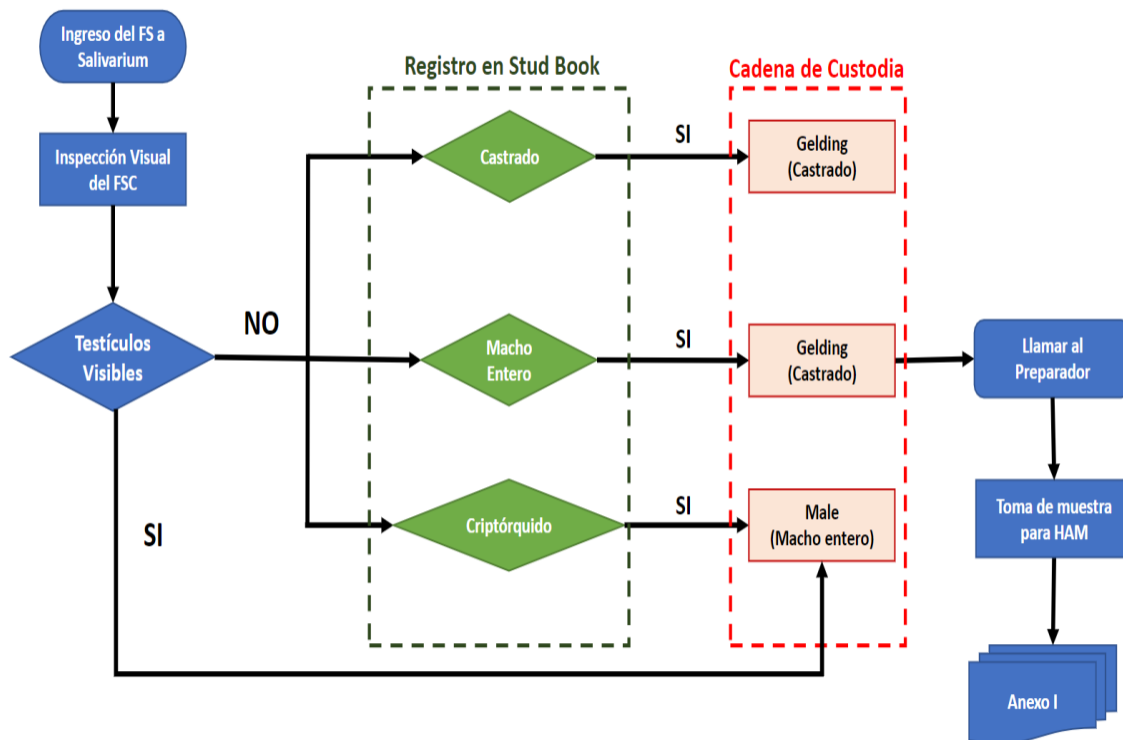 Ingreso del FS a
Salivarium
Registro en Stud Book
Cadena de Custodia
Inspección Visual
del FSC
Castrado
SI
Gelding
(Castrado)
Testículos
Visibles
NO
Macho
Entero
SI
Gelding
(Castrado)
Llamar al
Preparador
SI
Criptórquido
SI
Male
(Macho entero)
Toma de muestra
para HAM
Anexo I